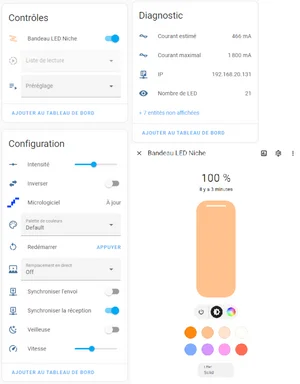 Contrôles
Bandeau LED Niche
Liste de lecture
Préréglage
AJOUTER AU TABLEAU DE BORD
Diagnostic
Courant estimé 466 mA
Courant maximal 1 800 mA
IP 192.168.20.131
Nombre de LED 21
+ 7 entités non affichées
AJOUTER AU TABLEAU DE BORD
Configuration
Intensité
Inverser
Micrologiciel À jour
Palette de couleurs
Default
Redémarrer APPUYER
Remplacement en direct
Off
Synchroniser l'envoi
Synchroniser la réception
Veilleuse
Vitesse
AJOUTER AU TABLEAU DE BORD
Bandeau LED Niche
100 %
Il y a 3 minutes
Effet
Solid